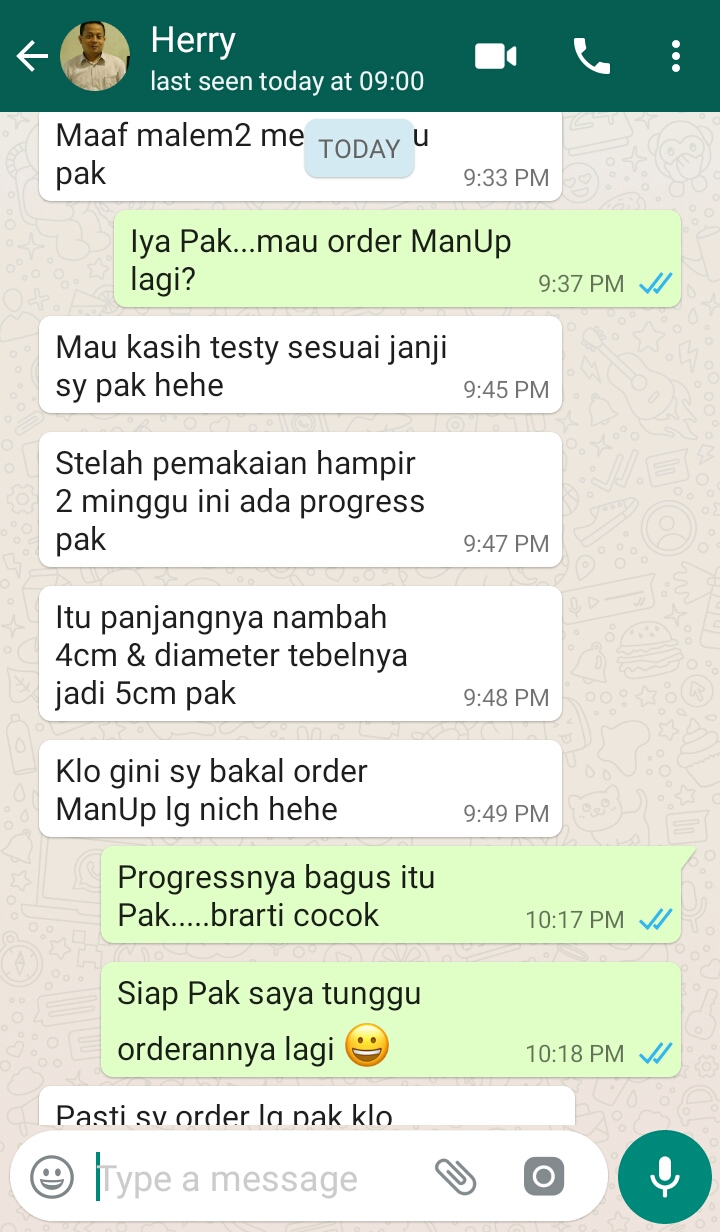 Herry
last seen today at 09:00
Maaf malem2 me
TODAY
u
pak
9:33 PM
Iya Pak...mau order ManUp
lagi?
9:37 PM
Mau kasih testy sesuai janji
sy pak hehe
9:45 PM
Stelah pemakaian hampir
2 minggu ini ada progress
pak
9:47 PM
Itu panjangnya nambah
4cm & diameter tebelnya
jadi 5cm pak
9:48 PM
Klo gini sy bakal order
ManUp lg nich hehe
9:49 PM
Progressnya bagus itu
Pak.....brarti cocok
10:17 PM
Siap Pak saya tunggu
orderannya lagi 😀
10:18 PM
Pasti sy order lg pak klo
Type a message